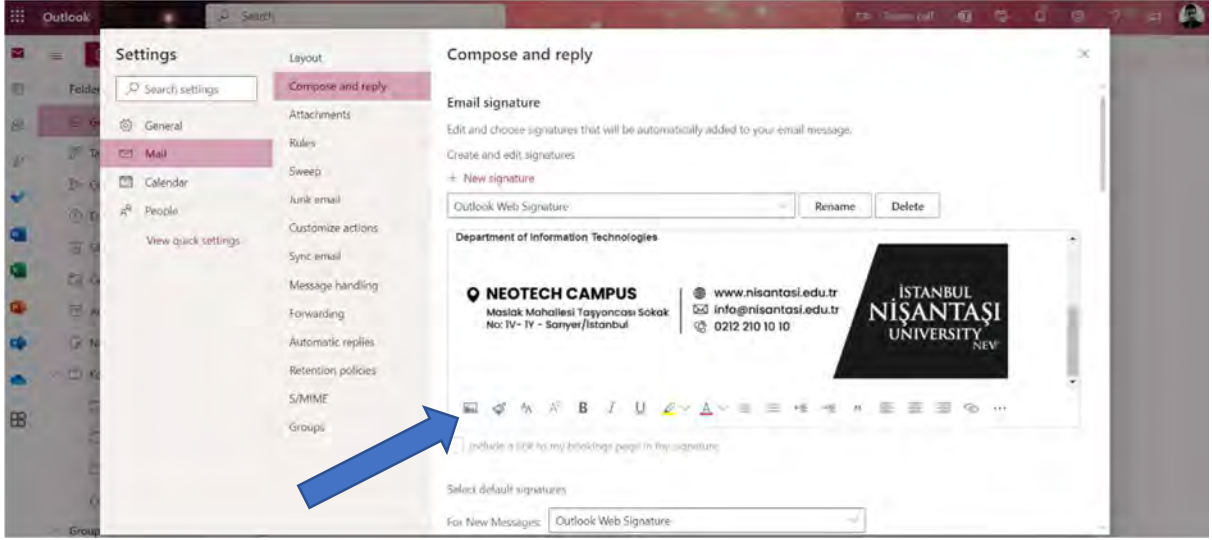 Outlook
Search
Teams call
Settings
Search settings
General
Mail
Calendar
People
View quick settings
Layout
Compose and reply
Attachments
Rules
Sweep
Junk email
Customize actions
Sync email
Message handling
Forwarding
Automatic replies
Retention policies
S/MIME
Groups
Compose and reply
Email signature
Edit and choose signatures that will be automatically added to your email message.
Create and edit signatures
+ New signature
Outlook Web Signature
Rename
Delete
Department of Information Technologies
NEOTECH CAMPUS
Maslak Mahallesi Taşyoncası Sokak
No: 1V- 1Y - Sarıyer/İstanbul
www.nisantasi.edu.tr
info@nisantasi.edu.tr
0212 210 10 10
İSTANBUL
NİŞANTAŞI
UNIVERSITY
NEV
B I U
Include a link to my bookings page in my signature
Select default signatures
For New Messages: Outlook Web Signature
Group